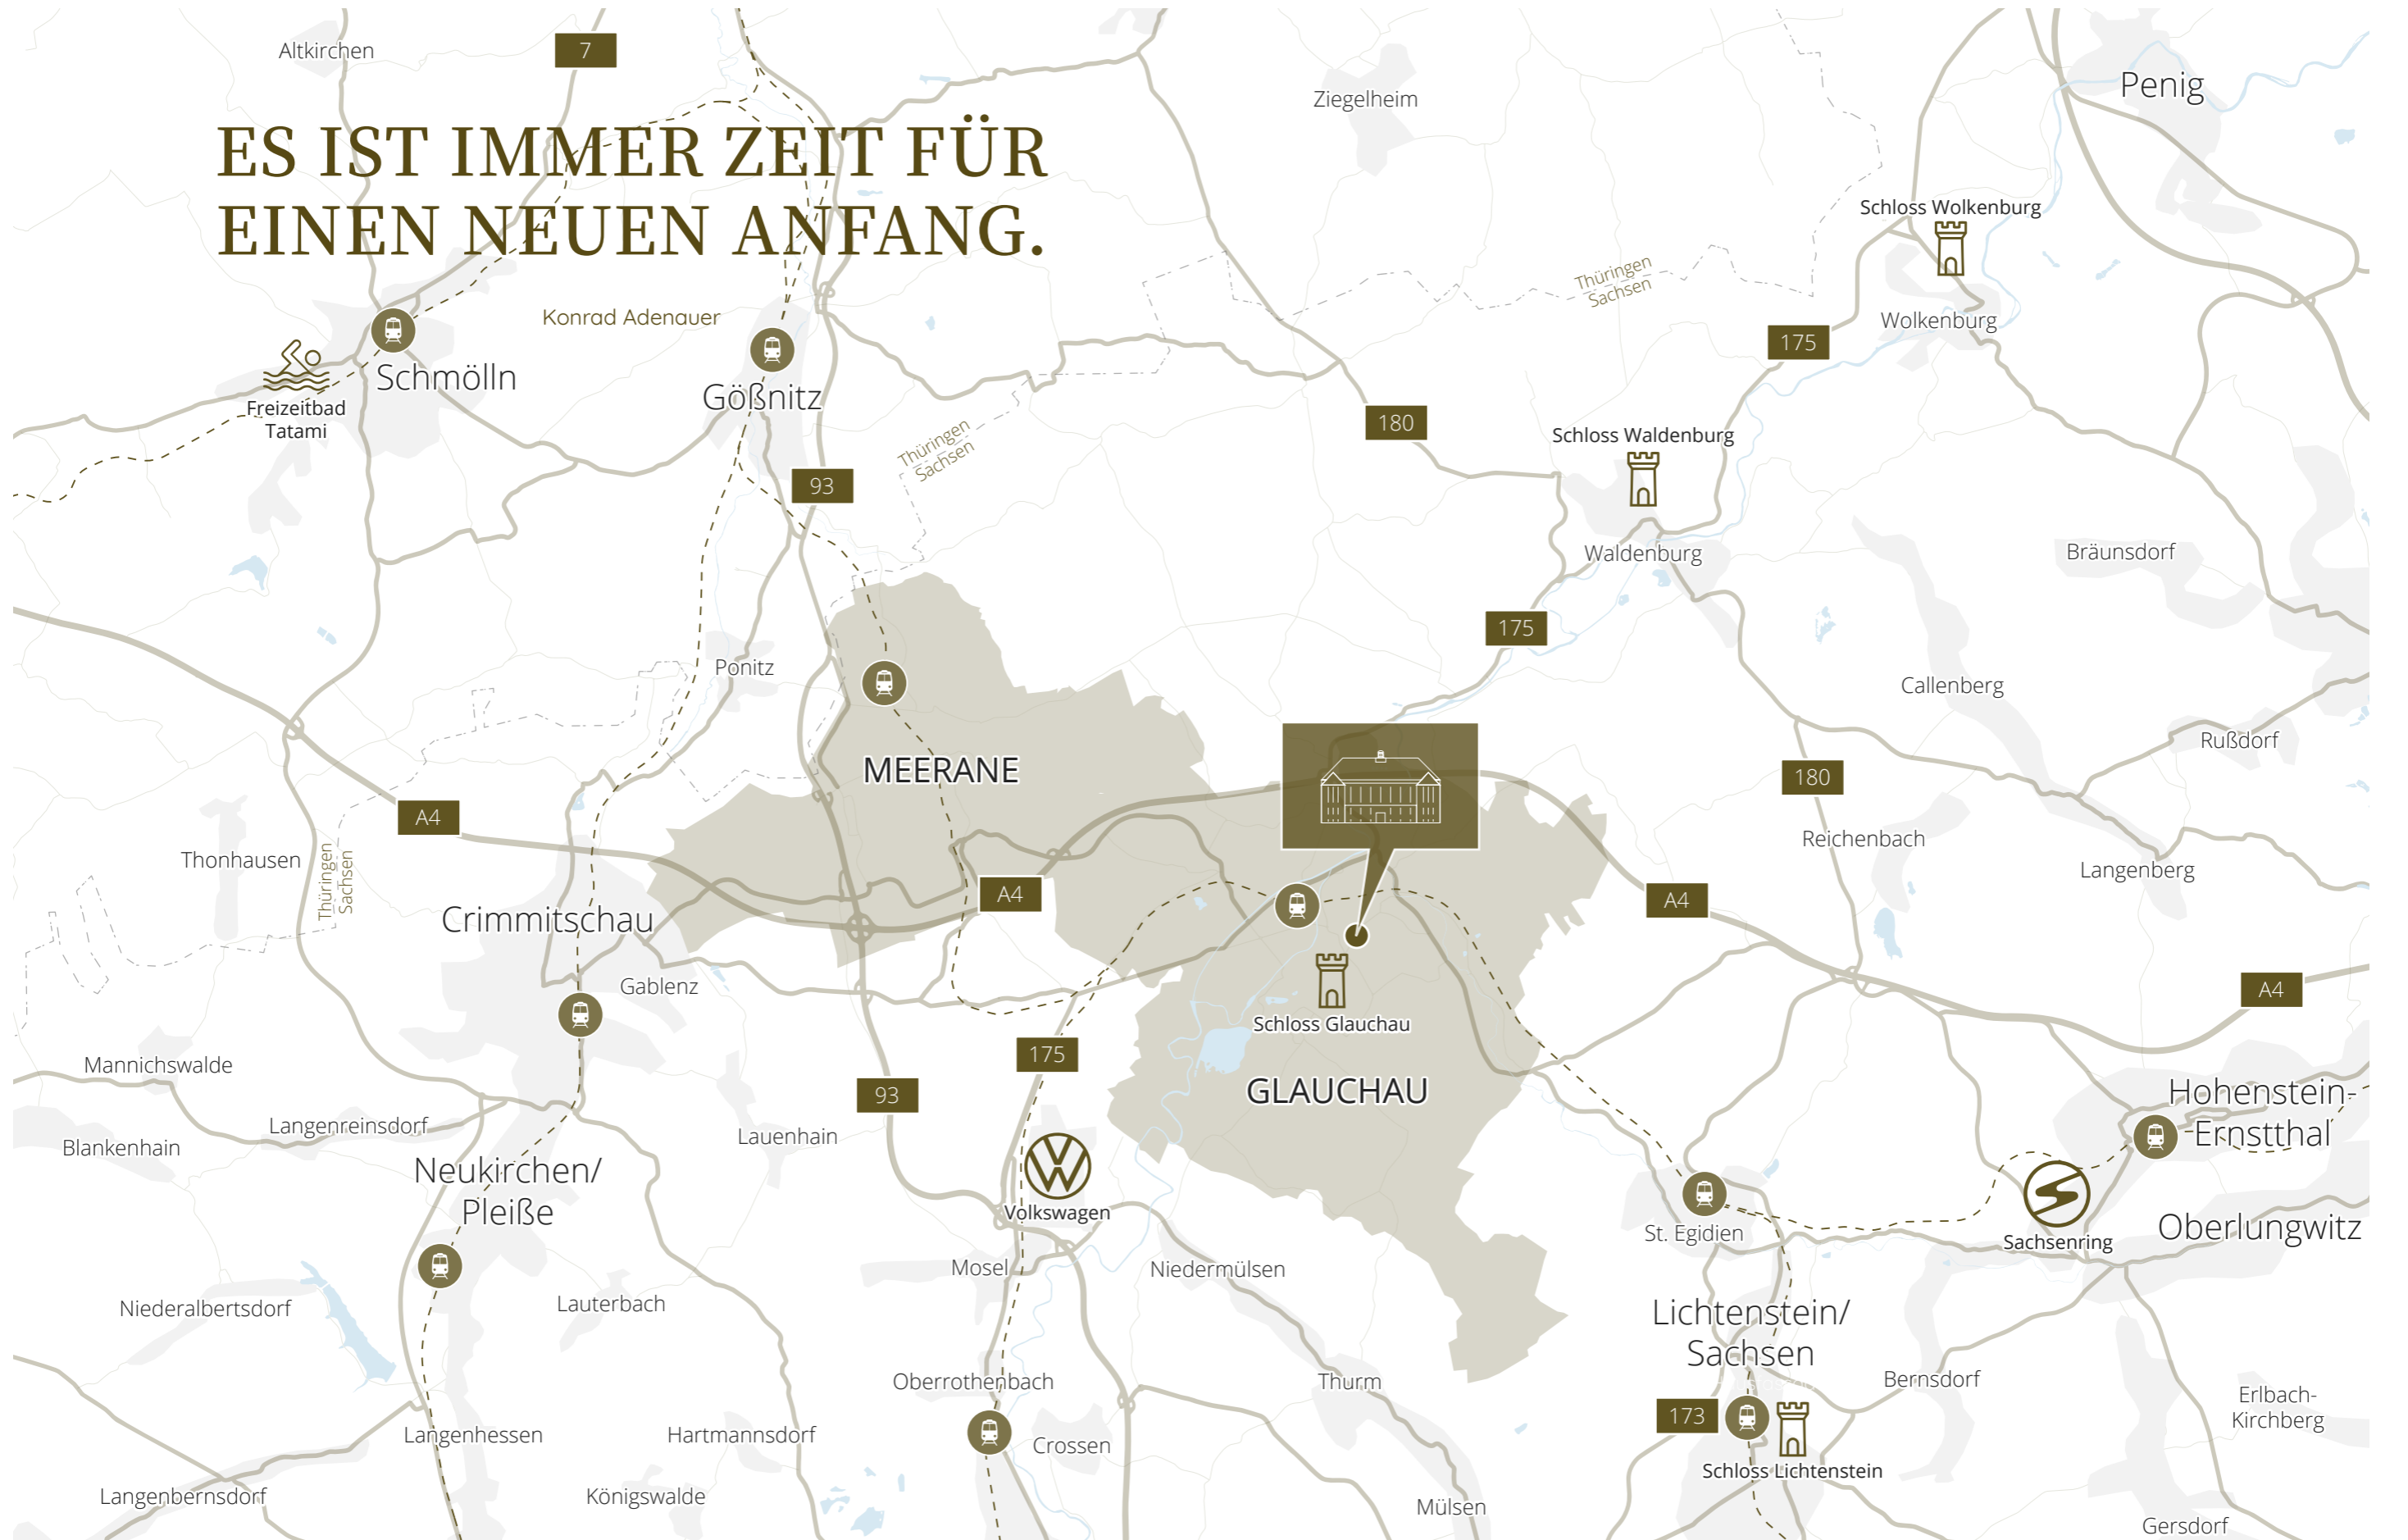 Altkirchen
7
Ziegelheim
Penig
ES IST IMMER ZEIT FÜR
EINEN NEUEN ANFANG.
Konrad Adenauer
Schloss Wolkenburg
Wolkenburg
Thüringen
Sachsen
175
Schmölln
Freizeitbad
Tatami
Gößnitz
180
Thüringen
Sachsen
93
Schloss Waldenburg
Waldenburg
Bräunsdorf
175
Ponitz
Callenberg
Rußdorf
MEERANE
180
A4
Reichenbach
Thonhausen
Thüringen
Sachsen
Langenberg
A4
A4
Crimmitschau
Gablenz
A4
Schloss Glauchau
175
Mannichswalde
93
GLAUCHAU
Hohenstein-
-Ernstthal
Langenreinsdorf
Blankenhain
Lauenhain
Neukirchen/
Pleiße
Volkswagen
St. Egidien
Sachsenring
Oberlungwitz
Mosel
Niedermülsen
Niederalbertsdorf
Lauterbach
Lichtenstein/
Sachsen
Oberrothenbach
Thurm
Bernsdorf
Erlbach-
Kirchberg
173
Langenhessen
Hartmannsdorf
Crossen
Schloss Lichtenstein
Langenbernsdorf
Königswalde
Mülsen
Gersdorf